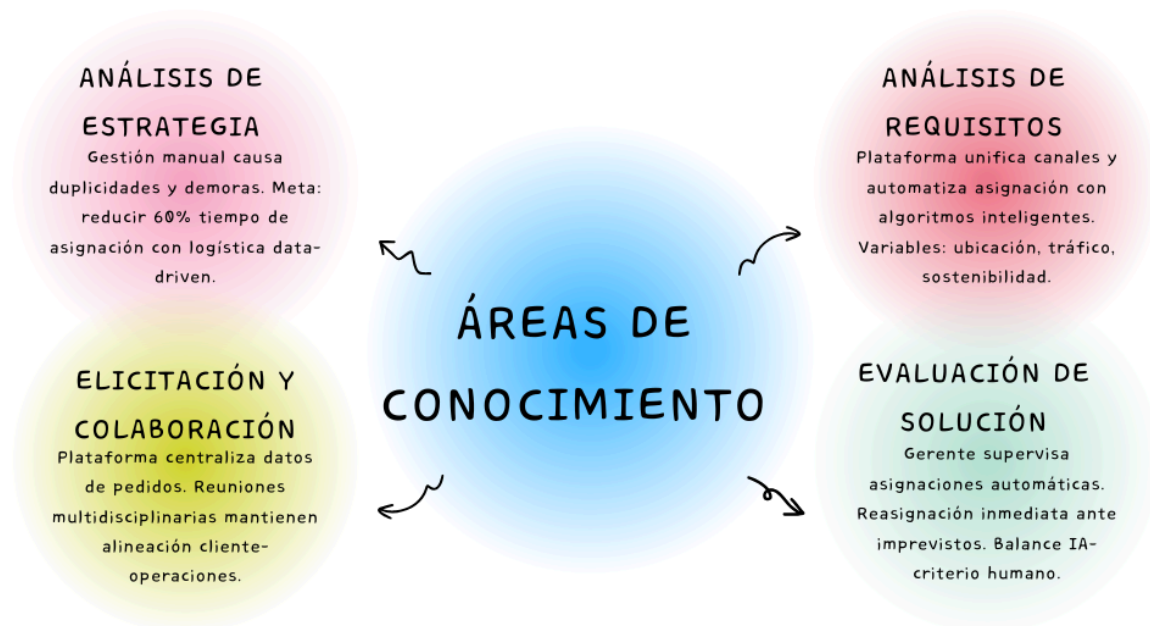 ANÁLISIS DE
ESTRATEGIA
Gestión manual causa
duplicidades y demoras. Meta:
reducir 60% tiempo de
asignación con logística data-
driven.
ELICITACIÓN Y
COLABORACIÓN
Plataforma centraliza datos
de pedidos. Reuniones
multidisciplinarias mantienen
alineación cliente-
operaciones.
ÁREAS DE
CONOCIMIENTO
ANÁLISIS DE
REQUISITOS
Plataforma unifica canales y
automatiza asignación con
algoritmos inteligentes.
Variables: ubicación, tráfico,
sostenibilidad.
EVALUACIÓN DE
SOLUCIÓN
Gerente supervisa
asignaciones automáticas.
Reasignación inmediata ante
imprevistos. Balance IA-
criterio humano.